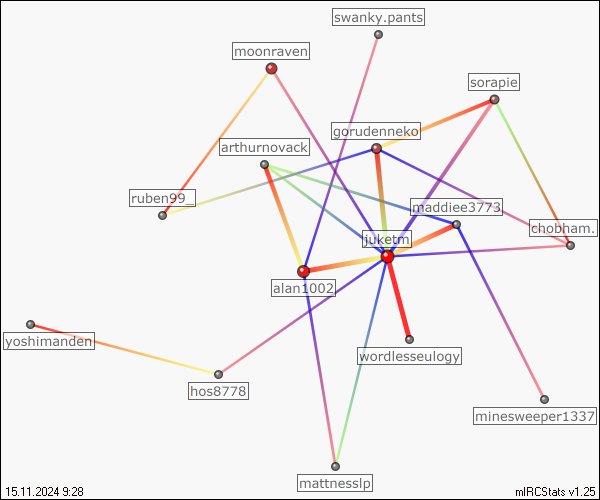 swanky.pants
moonraven
sorapie
gorudenneko
arthurnovack
ruben99_
maddiee3773
chobham.
juketm
alan1002
yoshimanden
wordlesseulogy
hos8778
minesweeper1337
mattnesslp
15.11.2024 9:28
mIRCStats v1.25